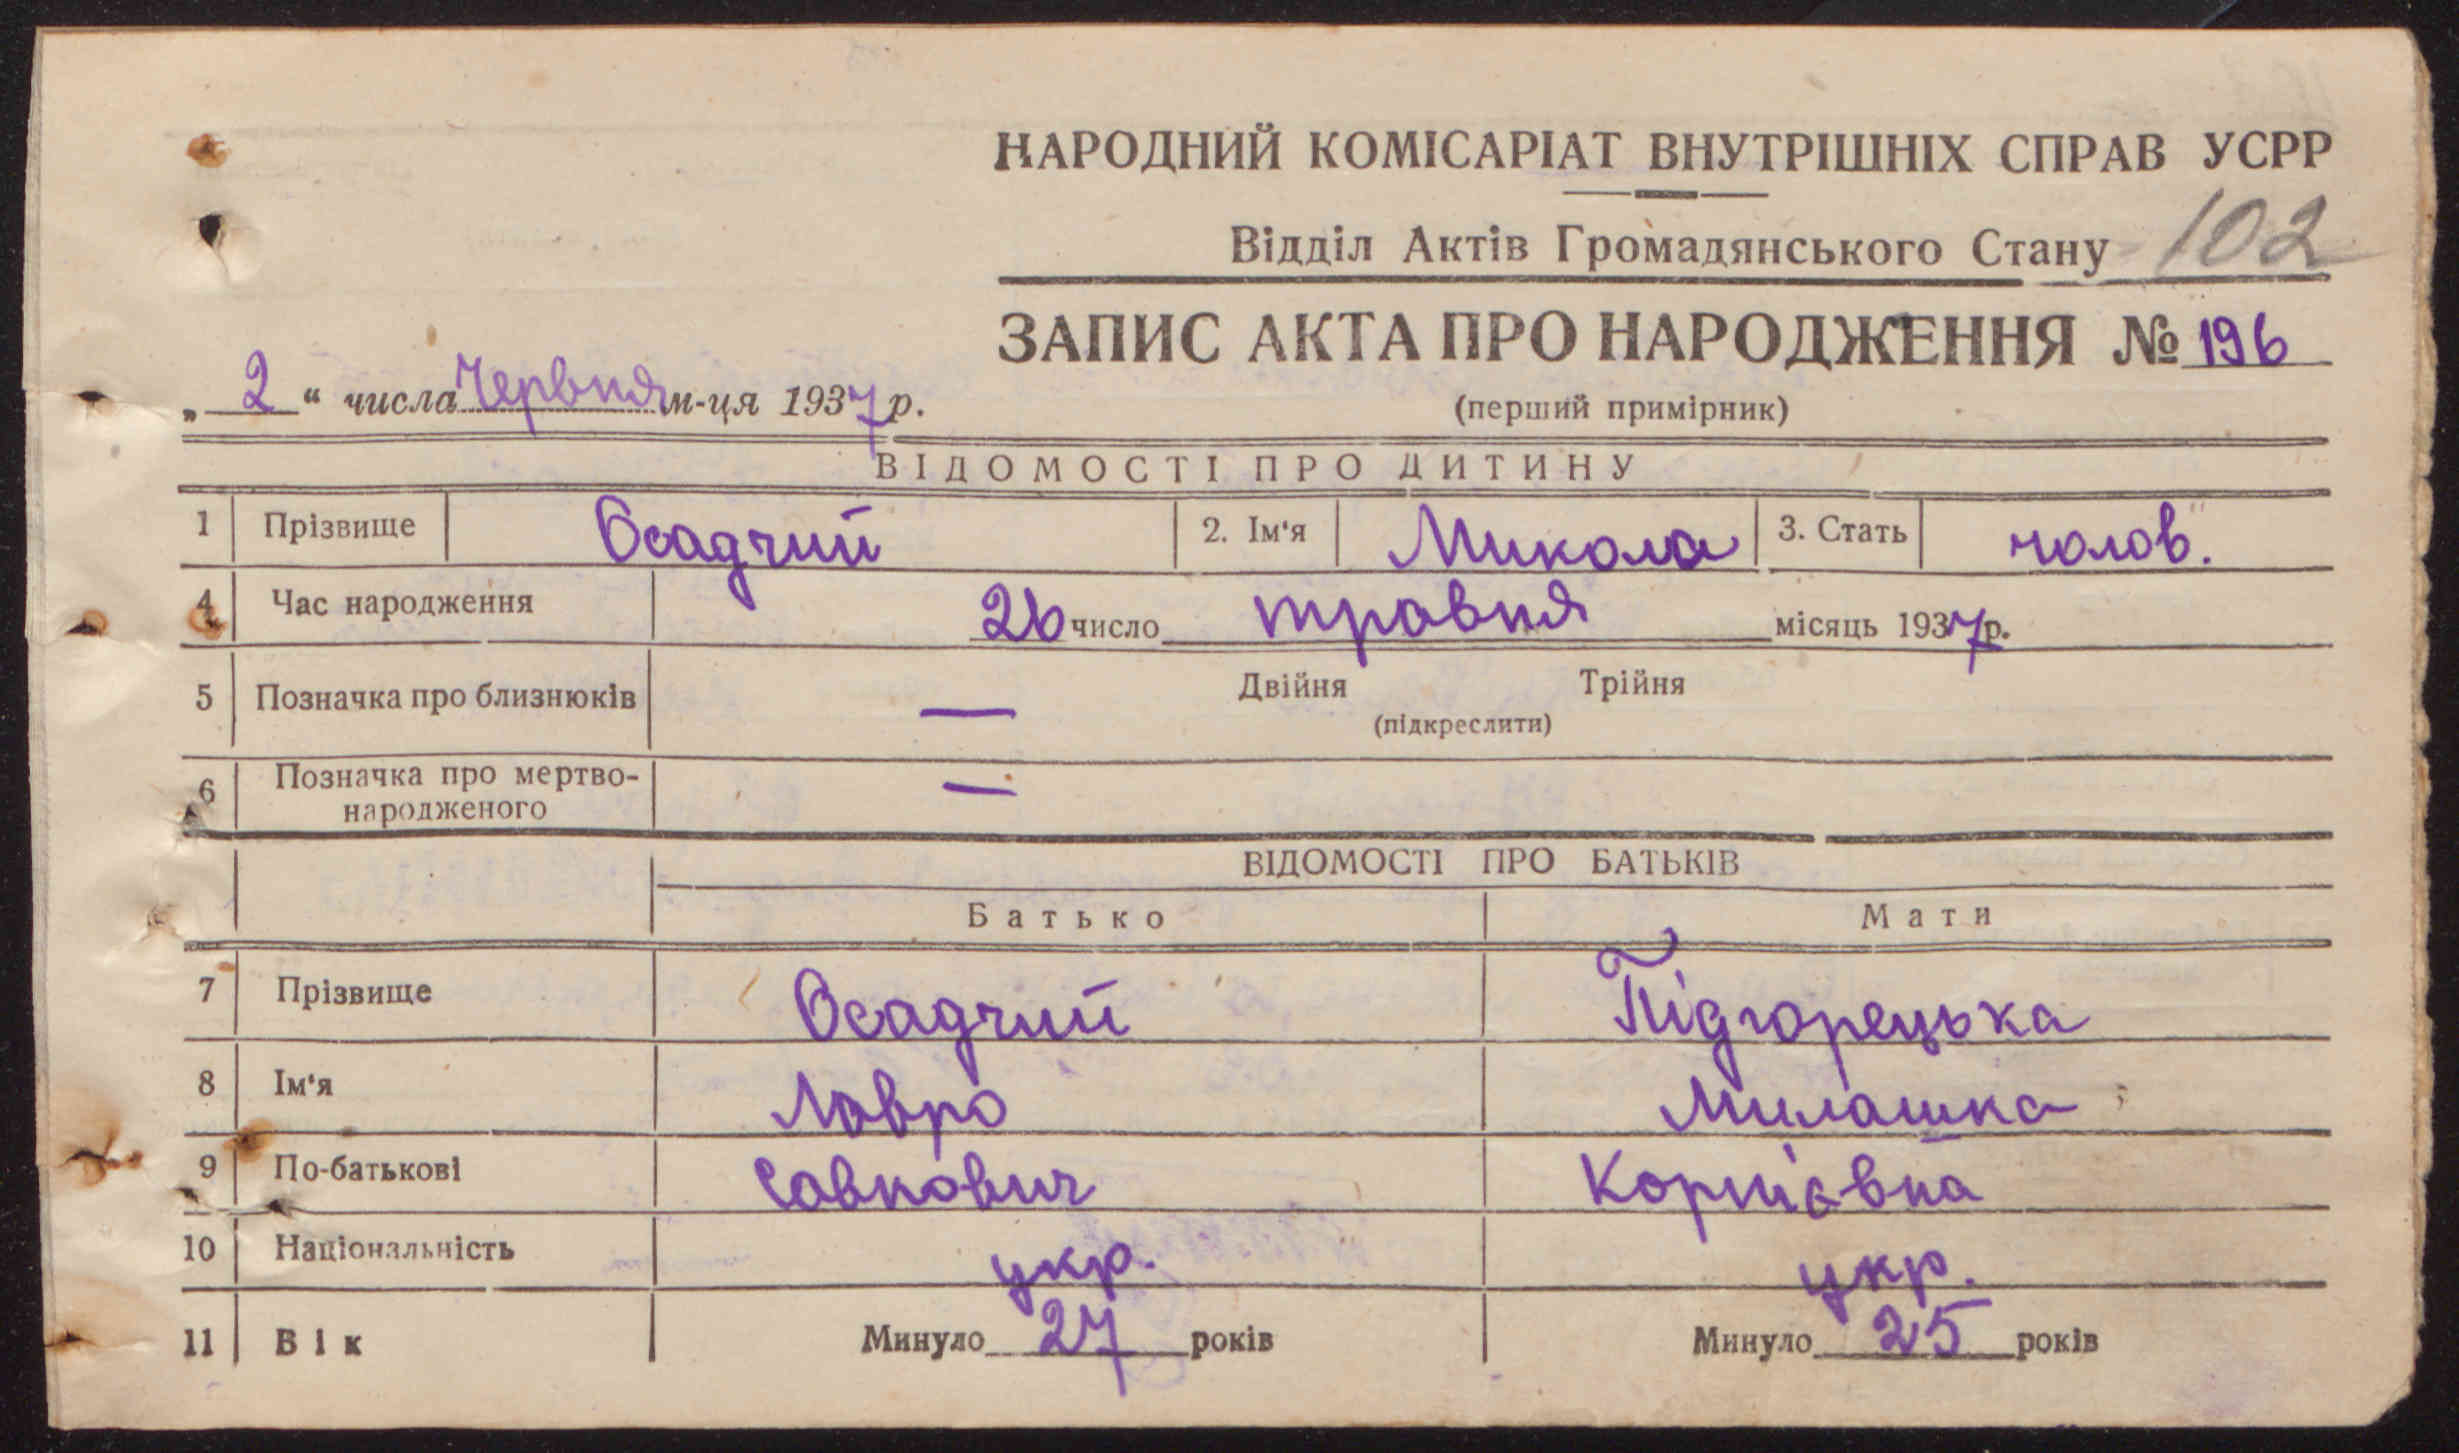 НАРОДНИЙ КОМІСАРІАТ ВНУТРІШНІХ СПРАВ УСРР
Відділ Актів Громадянського Стану 102
ЗАПИС АКТА ПРО НАРОДЖЕННЯ № 196
„ 2 “ числа Червня м-ця 1937 р.
(перший примірник)
ВІДОМОСТІ ПРО ДИТИНУ
1 Прізвище Осадчий 2. Ім'я Микола 3. Стать чолов.
4 Час народження 26 число травня місяць 1937 р.
5 Позначка про близнюків — Двійня Трійня
(підкреслити)
6 Позначка про мертво-
народженого —
ВІДОМОСТІ ПРО БАТЬКІВ
Батько Мати
7 Прізвище Осадчий Підгорецька
8 Ім'я Лавро Милашка
9 По-батькові Савкович Корнієвна
10 Національність укр. укр.
11 Вік Минуло 27 років Минуло 25 років